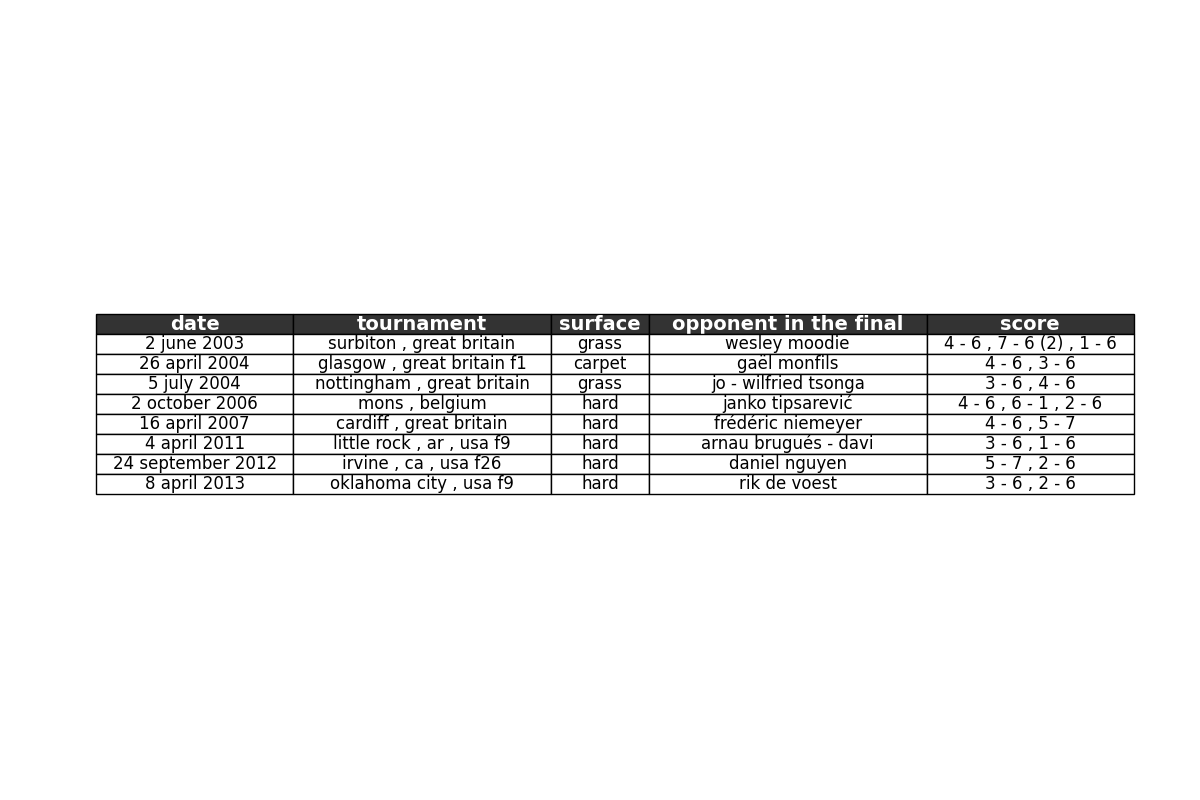 date tournament surface opponent in the final score
2 june 2003 surbiton , great britain grass wesley moodie 4 - 6 , 7 - 6 (2) , 1 - 6
26 april 2004 glasgow , great britain f1 carpet gaël monfils 4 - 6 , 3 - 6
5 july 2004 nottingham , great britain grass jo - wilfried tsonga 3 - 6 , 4 - 6
2 october 2006 mons , belgium hard janko tipsarević 4 - 6 , 6 - 1 , 2 - 6
16 april 2007 cardiff , great britain hard frédéric niemeyer 4 - 6 , 5 - 7
4 april 2011 little rock , ar , usa f9 hard arnau brugués - davi 3 - 6 , 1 - 6
24 september 2012 irvine , ca , usa f26 hard daniel nguyen 5 - 7 , 2 - 6
8 april 2013 oklahoma city , usa f9 hard rik de voest 3 - 6 , 2 - 6